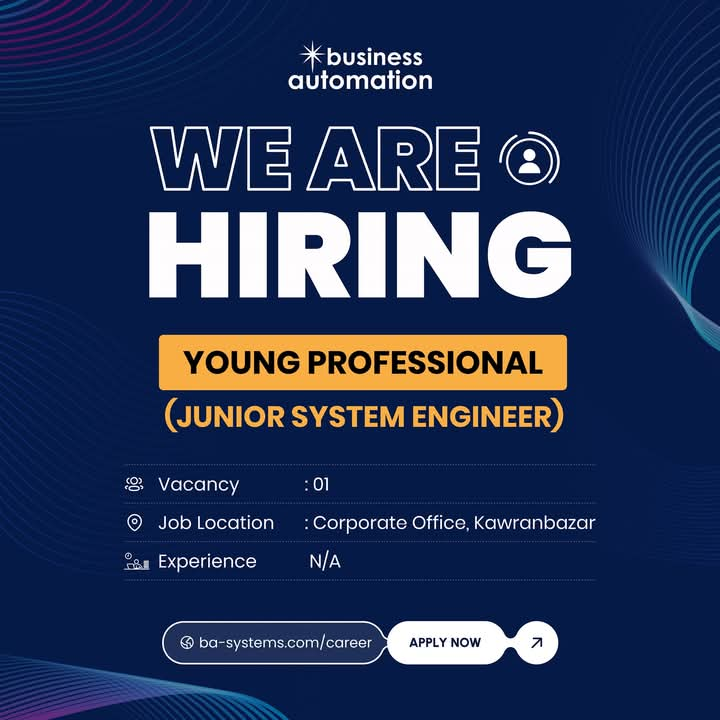 business
automation
WE ARE
HIRING
YOUNG PROFESSIONAL
(JUNIOR SYSTEM ENGINEER)
Vacancy : 01
Job Location : Corporate Office, Kawranbazar
Experience N/A
ba-systems.com/career APPLY NOW